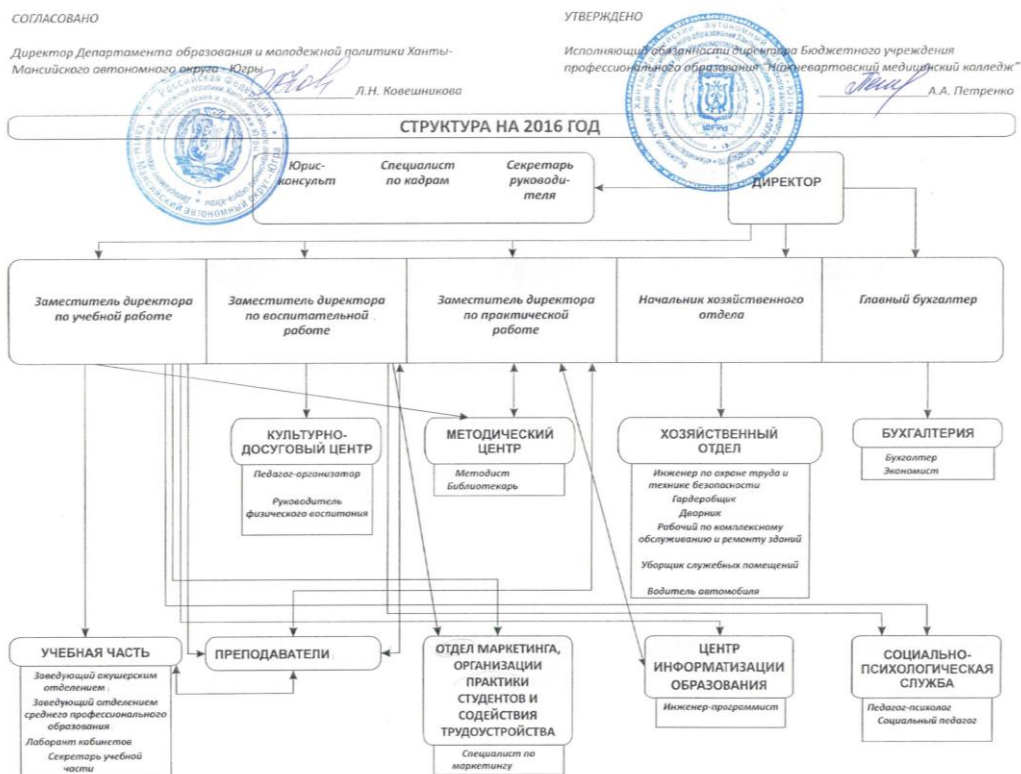 СОГЛАСОВАНО
Директор Департамента образования и молодежной политики Ханты-
Мансийского автономного округа - Югры
Л.Н. Ковешникова
УТВЕРЖДЕНО
Исполняющий обязанности директора Бюджетного учреждения
профессионального образования "Нижневартовский медицинский колледж"
А.А. Петренко
СТРУКТУРА НА 2016 ГОД
Юрис-
консульт
Специалист
по кадрам
Секретарь
руководи-
теля
ДИРЕКТОР
Заместитель директора
по учебной работе
Заместитель директора
по воспитательной
работе
Заместитель директора
по практической
работе
Начальник хозяйственного
отдела
Главный бухгалтер
КУЛЬТУРНО-
ДОСУГОВЫЙ ЦЕНТР
Педагог-организатор
Руководитель
физического воспитания
МЕТОДИЧЕСКИЙ
ЦЕНТР
Методист
Библиотекарь
ХОЗЯЙСТВЕННЫЙ
ОТДЕЛ
Инженер по охране труда и
технике безопасности
Гардеробщик
Дворник
Рабочий по комплексному
обслуживанию и ремонту зданий
Уборщик служебных помещений
Водитель автомобиля
БУХГАЛТЕРИЯ
Бухгалтер
Экономист
УЧЕБНАЯ ЧАСТЬ
Заведующий акушерским
отделением
Заведующий отделением
среднего профессионального
образования
Лаборант кабинетов
Секретарь учебной
части
ПРЕПОДАВАТЕЛИ
ОТДЕЛ МАРКЕТИНГА,
ОРГАНИЗАЦИИ
ПРАКТИКИ
СТУДЕНТОВ И
СОДЕЙСТВИЯ
ТРУДОУСТРОЙСТВА
Специалист по
маркетингу
ЦЕНТР
ИНФОРМАТИЗАЦИИ
ОБРАЗОВАНИЯ
Инженер-программист
СОЦИАЛЬНО-
ПСИХОЛОГИЧЕСКАЯ
СЛУЖБА
Педагог-психолог
Социальный педагог